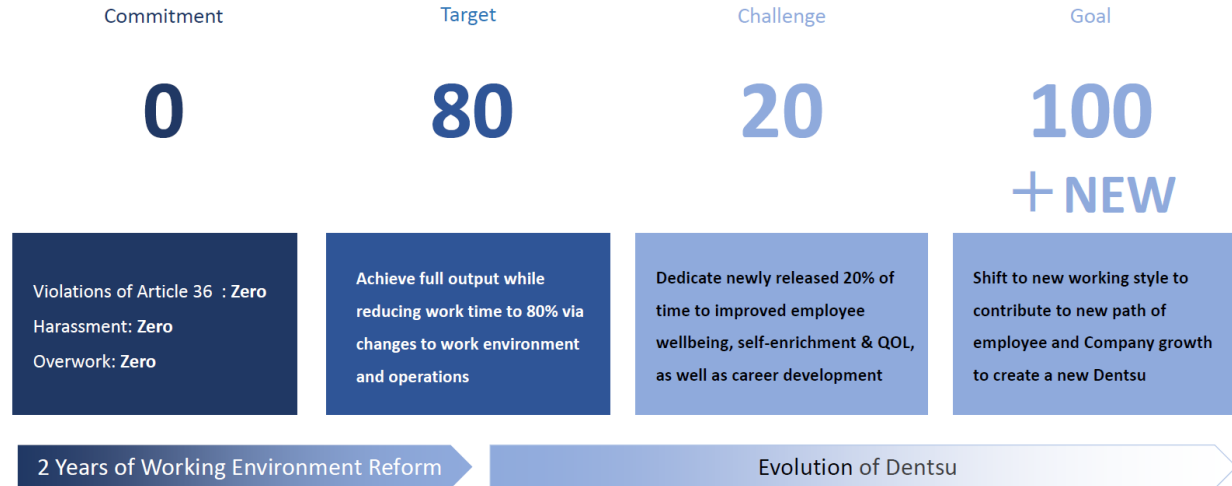 Commitment
Target
Challenge
Goal
0
80
20
100
+NEW
Violations of Article 36 : Zero
Harassment: Zero
Overwork: Zero
Achieve full output while
reducing work time to 80% via
changes to work environment
and operations
Dedicate newly released 20% of
time to improved employee
wellbeing, self-enrichment & QOL,
as well as career development
Shift to new working style to
contribute to new path of
employee and Company growth
to create a new Dentsu
2 Years of Working Environment Reform
Evolution of Dentsu